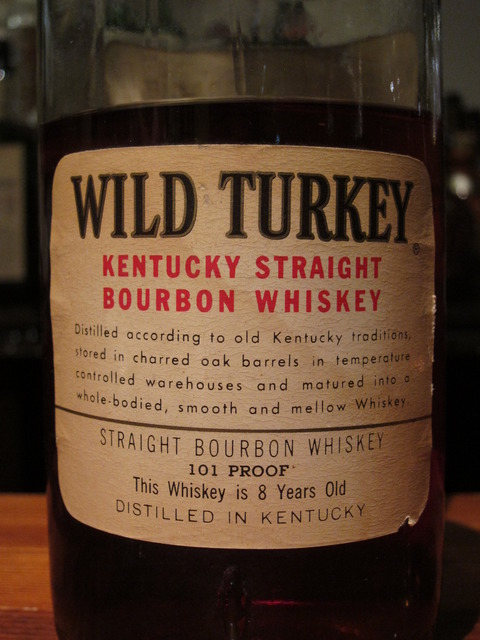 WILD TURKEY®
KENTUCKY STRAIGHT
BOURBON WHISKEY
Distilled according to old Kentucky traditions,
stored in charred oak barrels in temperature
controlled warehouses and matured into a
whole-bodied, smooth and mellow Whiskey.
STRAIGHT BOURBON WHISKEY
101 PROOF
This Whiskey is 8 Years Old
DISTILLED IN KENTUCKY